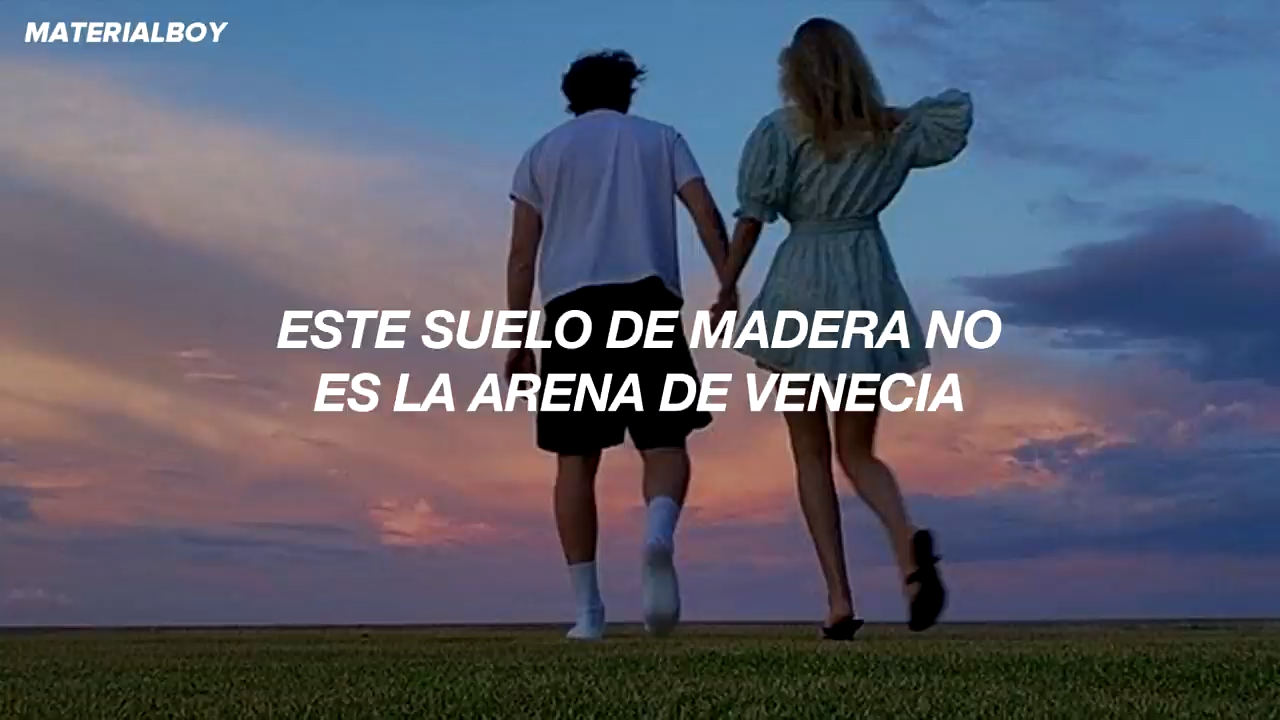 MATERIALBOY
ESTE SUELO DE MADERA NO
ES LA ARENA DE VENECIA